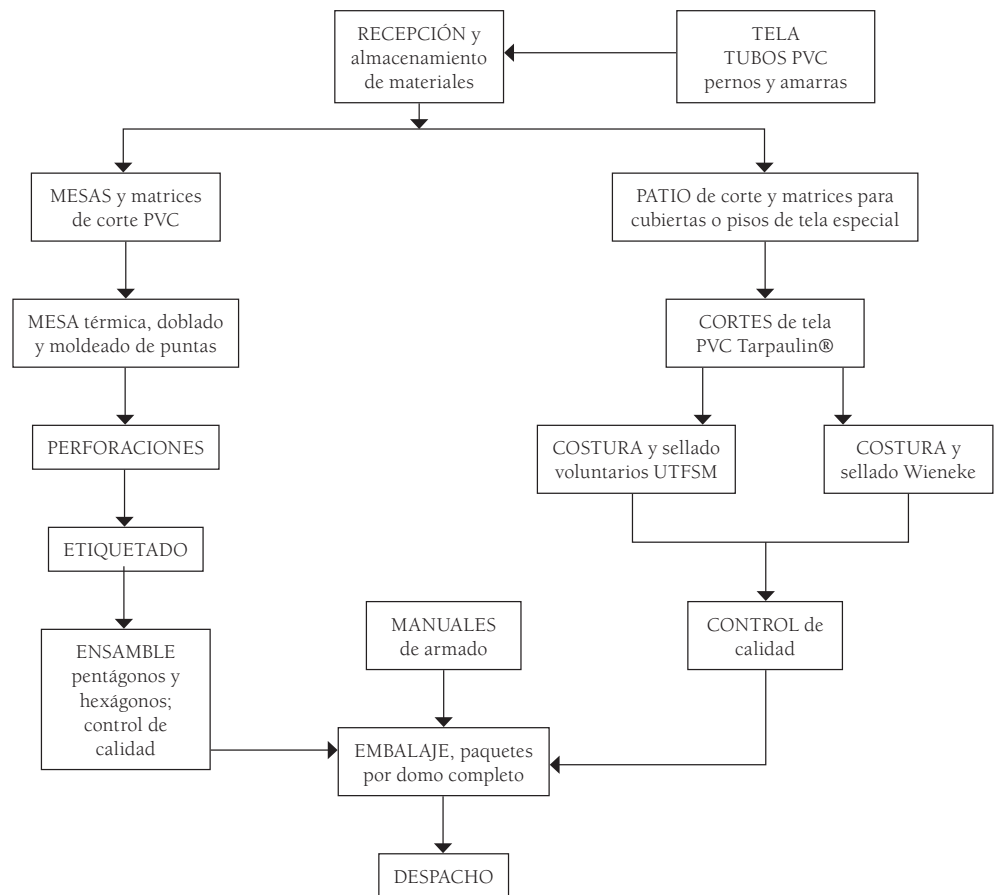 RECEPCIÓN y
almacenamiento
de materiales
TELA
TUBOS PVC
pernos y amarras
MESAS y matrices
de corte PVC
PATIO de corte y matrices para
cubiertas o pisos de tela especial
MESA térmica, doblado
y moldeado de puntas
CORTES de tela
PVC Tarpaulin®
PERFORACIONES
COSTURA y sellado
voluntarios UTFSM
COSTURA y
sellado Wieneke
ETIQUETADO
ENSAMBLE
pentágonos y
hexágonos;
control de
calidad
MANUALES
de armado
CONTROL de
calidad
EMBALAJE, paquetes
por domo completo
DESPACHO